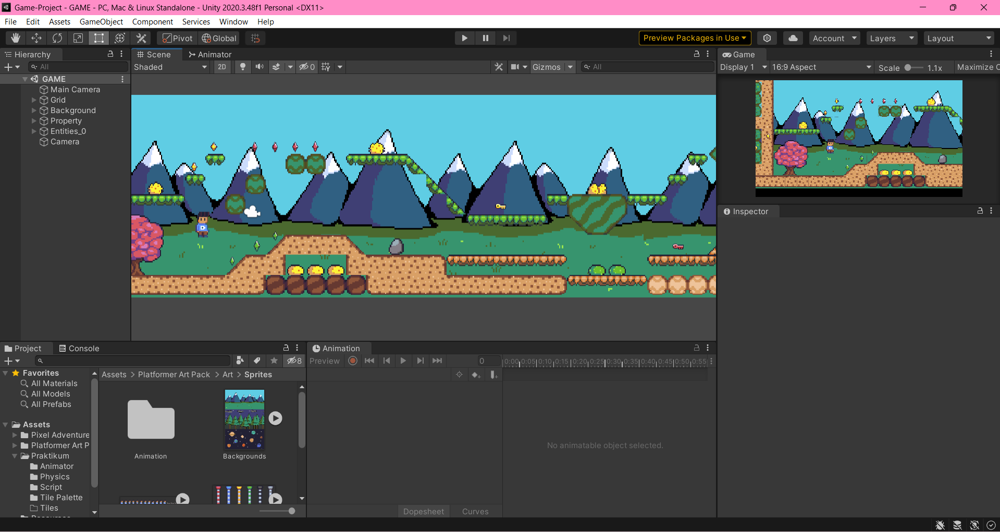 Game-Project - GAME - PC, Mac & Linux Standalone - Unity 2020.3.48f1 Personal <DX11>
File Edit Assets GameObject Component Services Window Help
Pivot Global Preview Packages in Use Account Layers Layout
Hierarchy
All
GAME
Main Camera
Grid
Background
Property
Entities_0
Camera
Scene Animator
Shaded 2D 0 Gizmos All
Game
Display 1 16:9 Aspect Scale 1.1x Maximize
Inspector
Project Console
8
Favorites
All Materials
All Models
All Prefabs
Assets
Pixel Adventure
Platformer Art P
Praktikum
Animator
Physics
Script
Tile Palette
Tiles
Assets > Platformer Art Pack > Art > Sprites
Animation
Backgrounds
Animation
Preview 0 0:00 0:05 0:10 0:15 0:20 0:25 0:30 0:35 0:40 0:45 0:50 0:55
No animatable object selected.
Dopesheet Curves